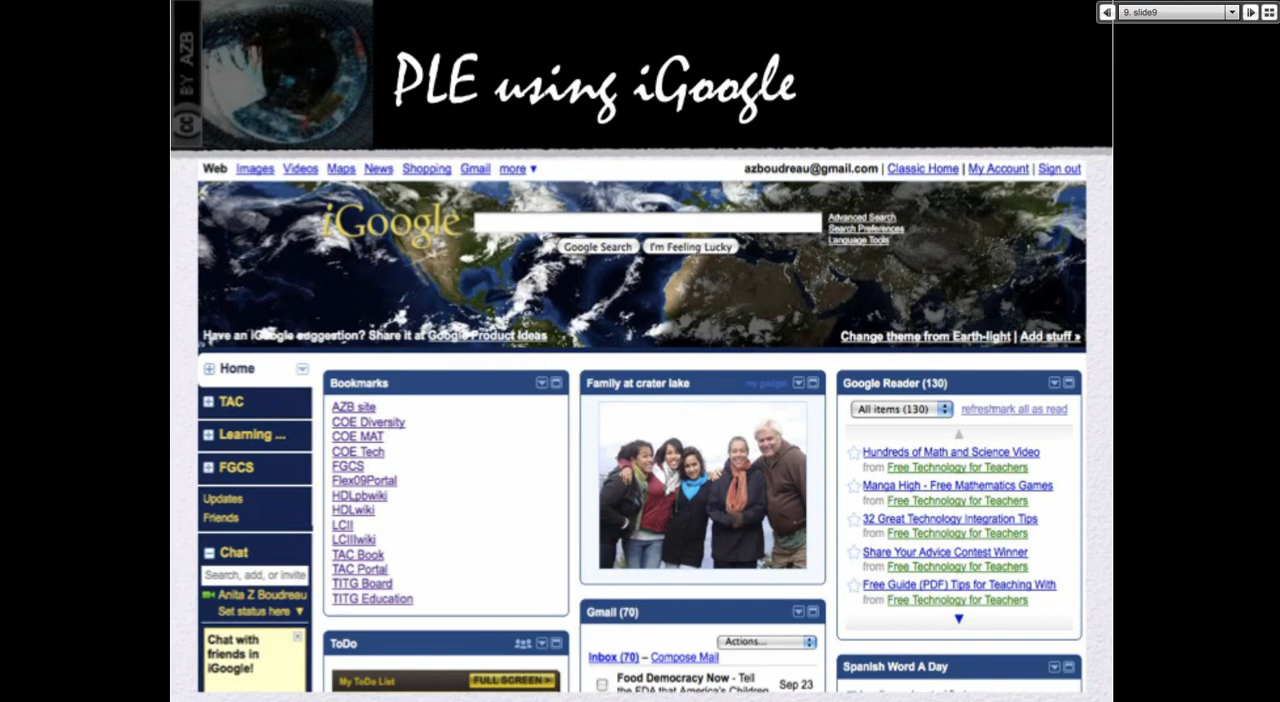 9. slide9
(cc) BY AZB
PLE using iGoogle
Web Images Videos Maps News Shopping Gmail more ▼
azboudreau@gmail.com | Classic Home | My Account | Sign out
iGoogle
Advanced Search
Search Preferences
Language Tools
Google Search I'm Feeling Lucky
Have an iGoogle suggestion? Share it at Google Product Ideas
Change theme from Earth-light | Add stuff »
Home
TAC
Learning ...
FGCS
Updates
Friends
Chat
Search, add, or invite
Anita Z Boudreau
Set status here ▼
Chat with
friends in
iGoogle!
Bookmarks
AZB site
COE Diversity
COE MAT
COE Tech
FGCS
Flex09Portal
HDLpbwiki
HDLwiki
LCII
LCIIIwiki
TAC Book
TAC Portal
TITG Board
TITG Education
ToDo
My ToDo List FULL SCREEN »
Family at crater lake my gadget
Gmail (70)
Actions...
Inbox (70) – Compose Mail
Food Democracy Now - Tell
the FDA that America's Children
Sep 23
Google Reader (130)
All items (130) refresh mark all as read
Hundreds of Math and Science Video
from Free Technology for Teachers
Manga High - Free Mathematics Games
from Free Technology for Teachers
32 Great Technology Integration Tips
from Free Technology for Teachers
Share Your Advice Contest Winner
from Free Technology for Teachers
Free Guide (PDF) Tips for Teaching With
from Free Technology for Teachers
Spanish Word A Day